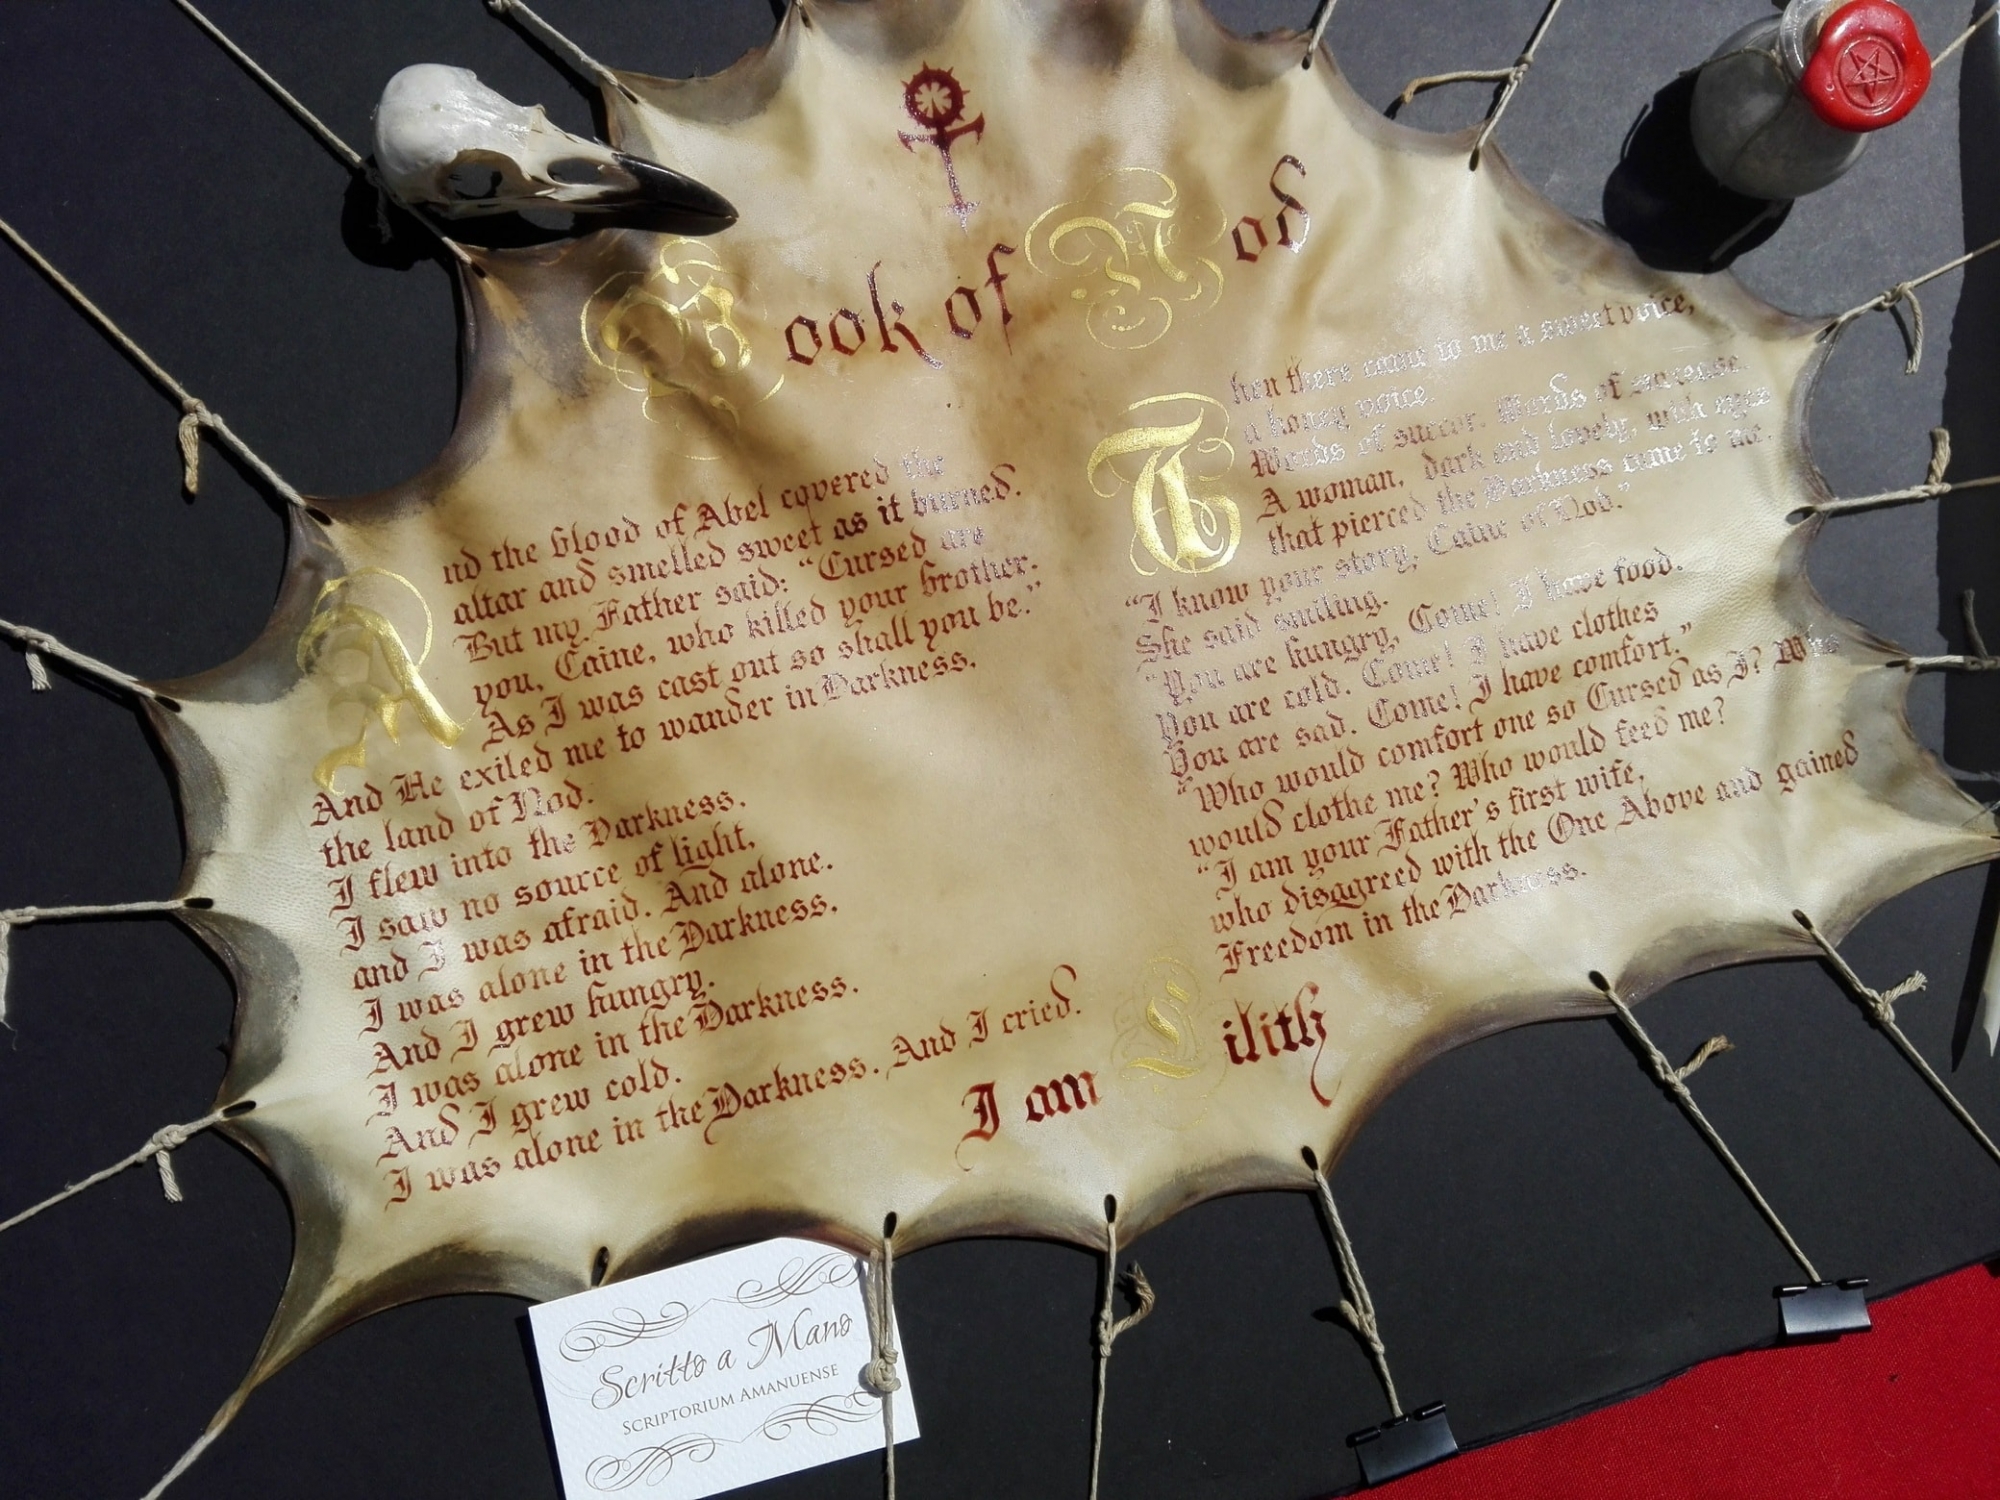 Book of Nod
And the blood of Abel covered the
altar and smelled sweet as it burned.
But my Father said: "Cursed are
you, Caine, who killed your brother.
As I was cast out so shall you be."
And He exiled me to wander in Darkness,
the land of Nod.
I flew into the Darkness.
I saw no source of light,
and I was afraid. And alone.
I was alone in the Darkness.
And I grew hungry.
I was alone in the Darkness.
And I grew cold.
I was alone in the Darkness. And I cried.
Then there came to me a sweet voice,
a honey voice.
Words of succor. Words of surcease.
A woman, dark and lovely, with eyes
that pierced the Darkness came to me.
"I know your story, Caine of Nod."
She said smiling.
"You are hungry, Come! I have food.
You are cold. Come! I have clothes
You are sad. Come! I have comfort."
"Who would comfort one so Cursed as I? Who
would clothe me? Who would feed me?
"I am your Father's first wife,
who disagreed with the One Above and gained
Freedom in the Darkness.
I am Lilith
Scritto a Mano
SCRIPTORIUM AMANUENSE